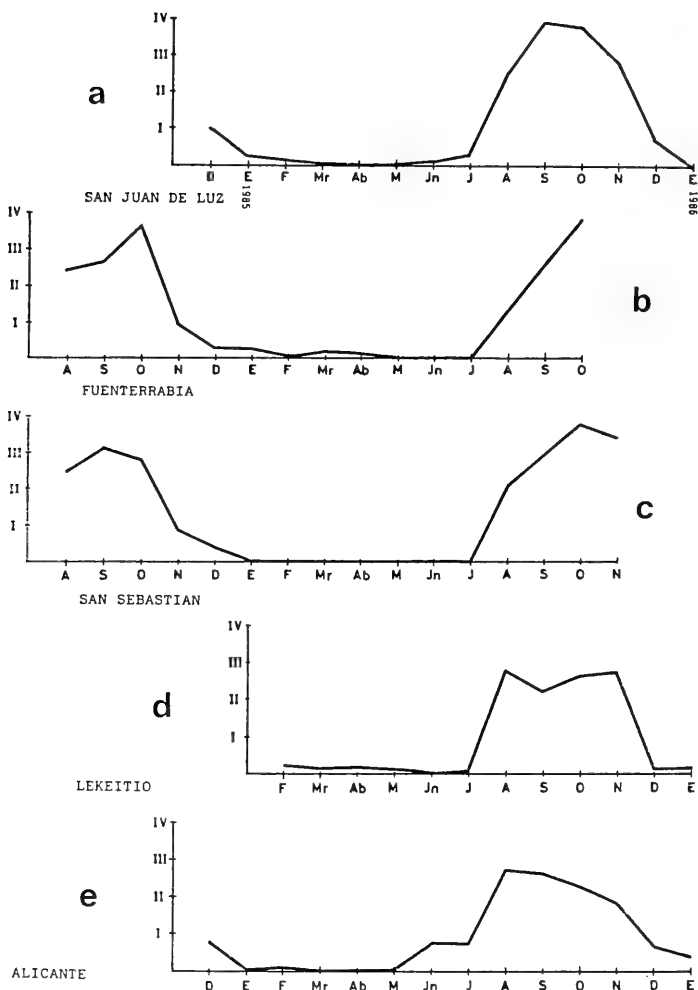 a
IV
III
II
I
D E F Mr Ab M Jn J A S O N D E
1985
1986
SAN JUAN DE LUZ
b
IV
III
II
I
A S O N D E F Mr Ab M Jn J A S O
FUENTERRABIA
c
IV
III
II
I
A S O N D E F Mr Ab M Jn J A S O N
SAN SEBASTIAN
d
IV
III
II
I
F Mr Ab M Jn J A S O N D E
LEKEITIO
e
IV
III
II
I
D E F Mr Ab M Jn J A S O N D E
ALICANTE